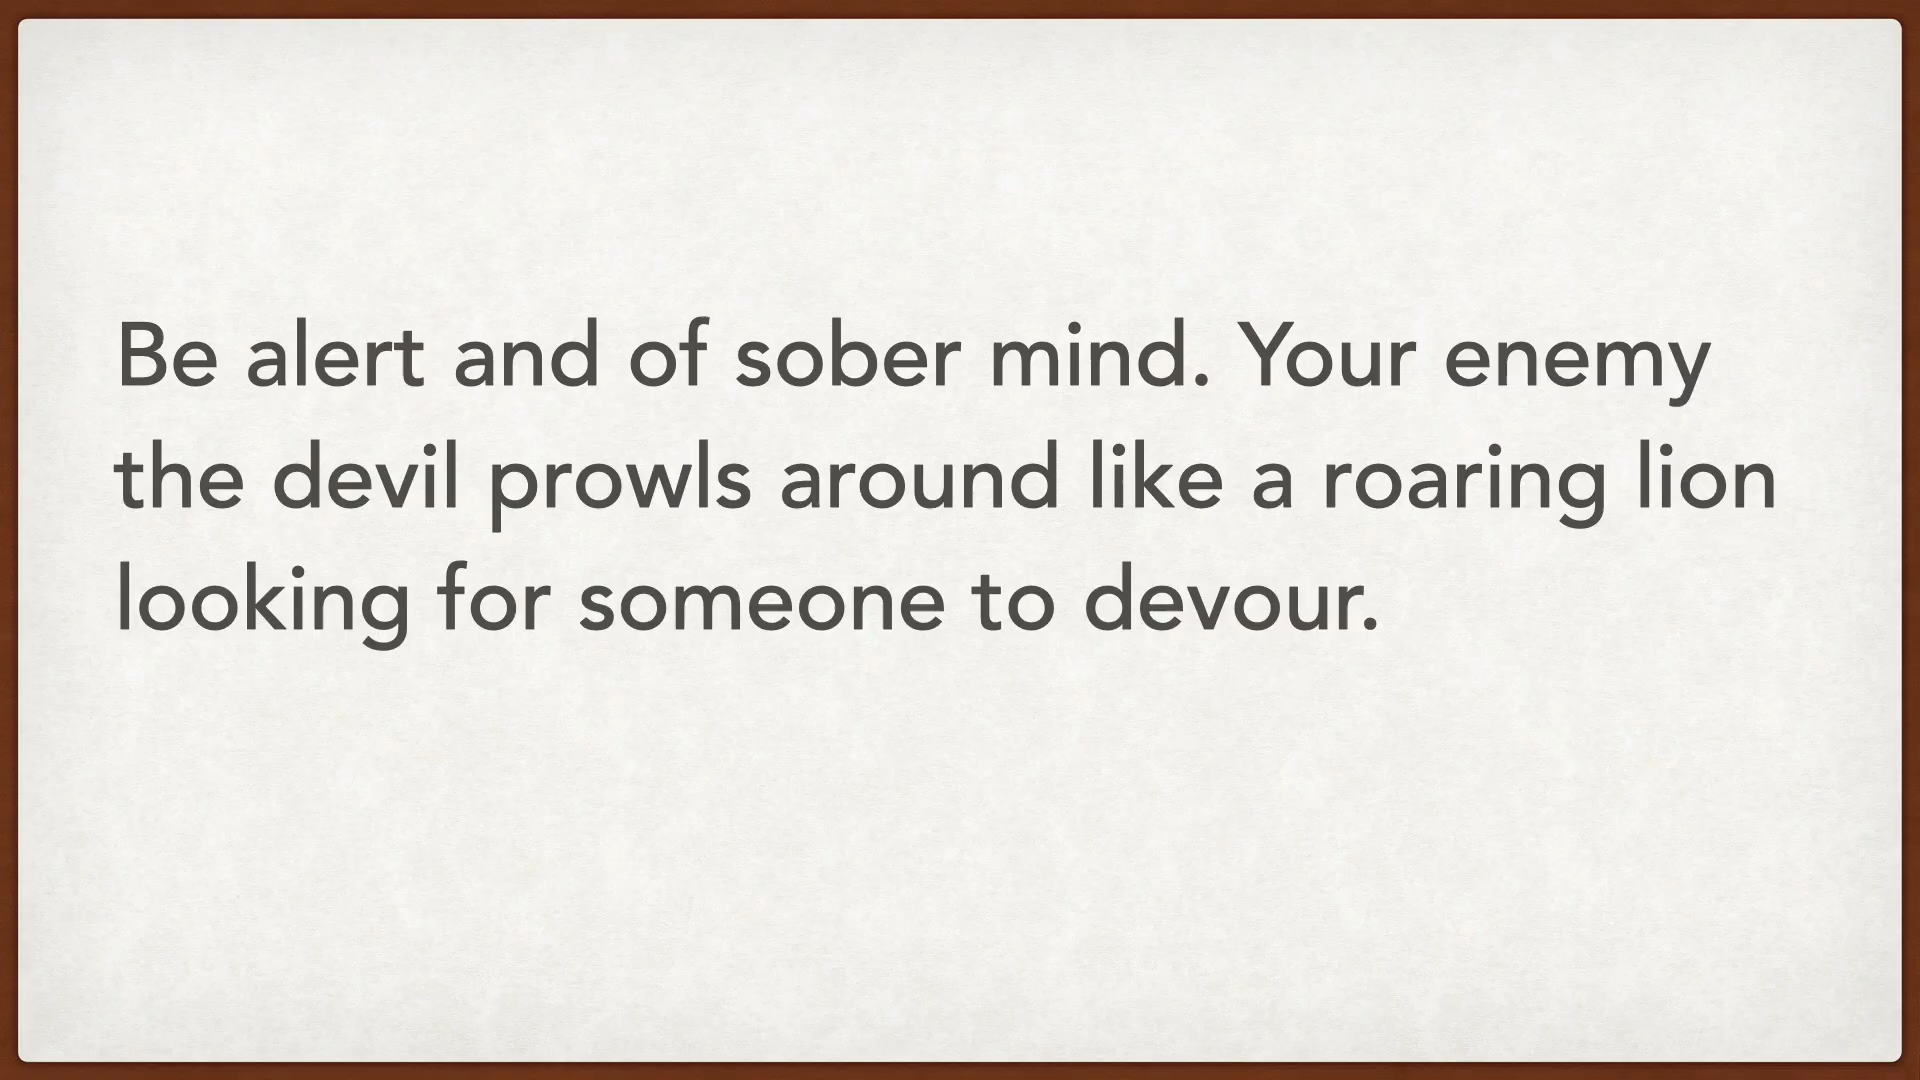 Be alert and of sober mind. Your enemy
the devil prowls around like a roaring lion
looking for someone to devour.